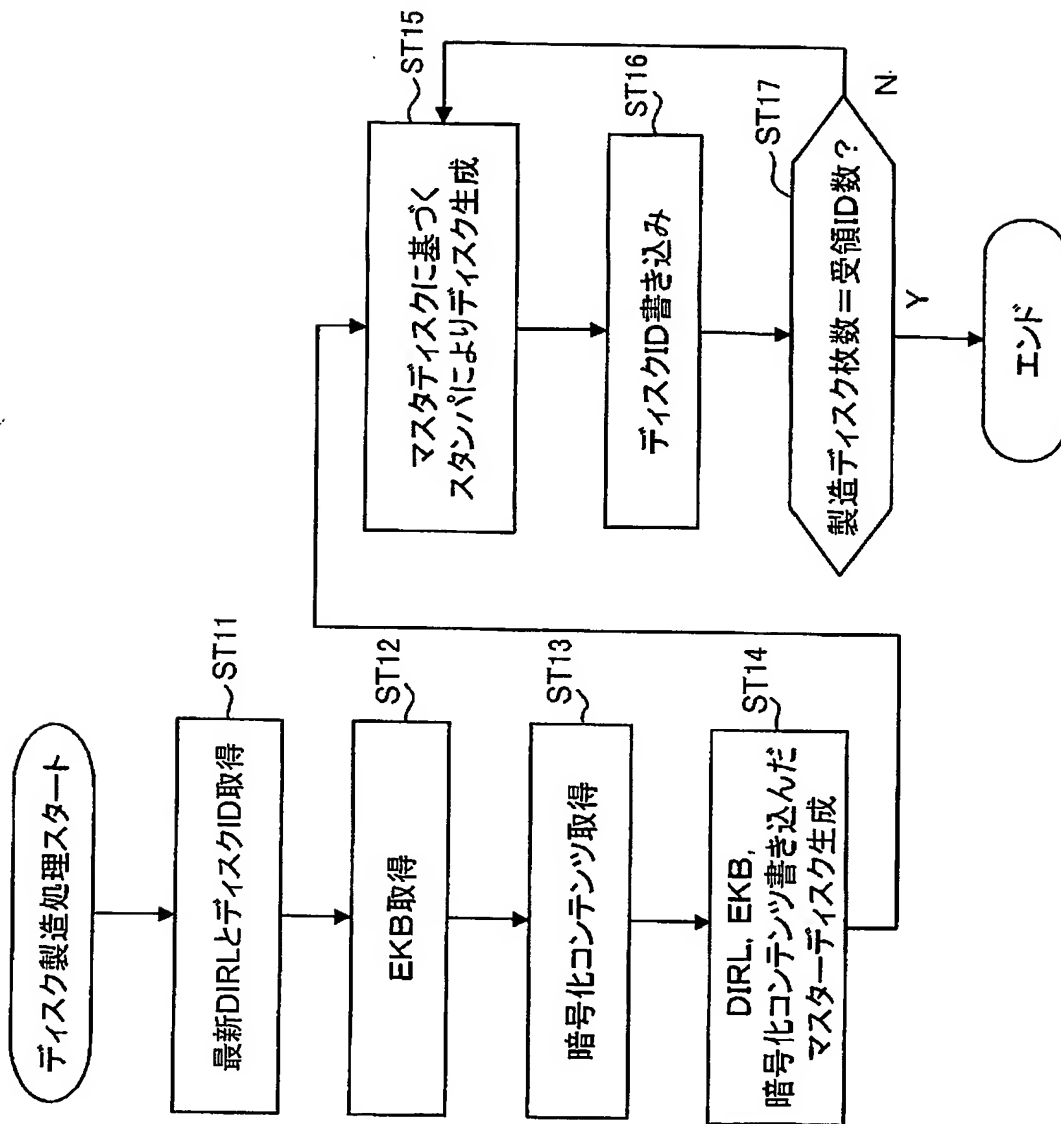 ディスク製造処理スタート
ST11
最新DIRLとディスクID取得
ST12
EKB取得
ST13
暗号化コンテンツ取得
ST14
DIRL, EKB,
暗号化コンテンツ書き込んだ
マスターディスク生成
ST15
マスタディスクに基づく
スタンパによりディスク生成
ST16
ディスクID書き込み
ST17
製造ディスク枚数＝受領ID数？
N
Y
エンド